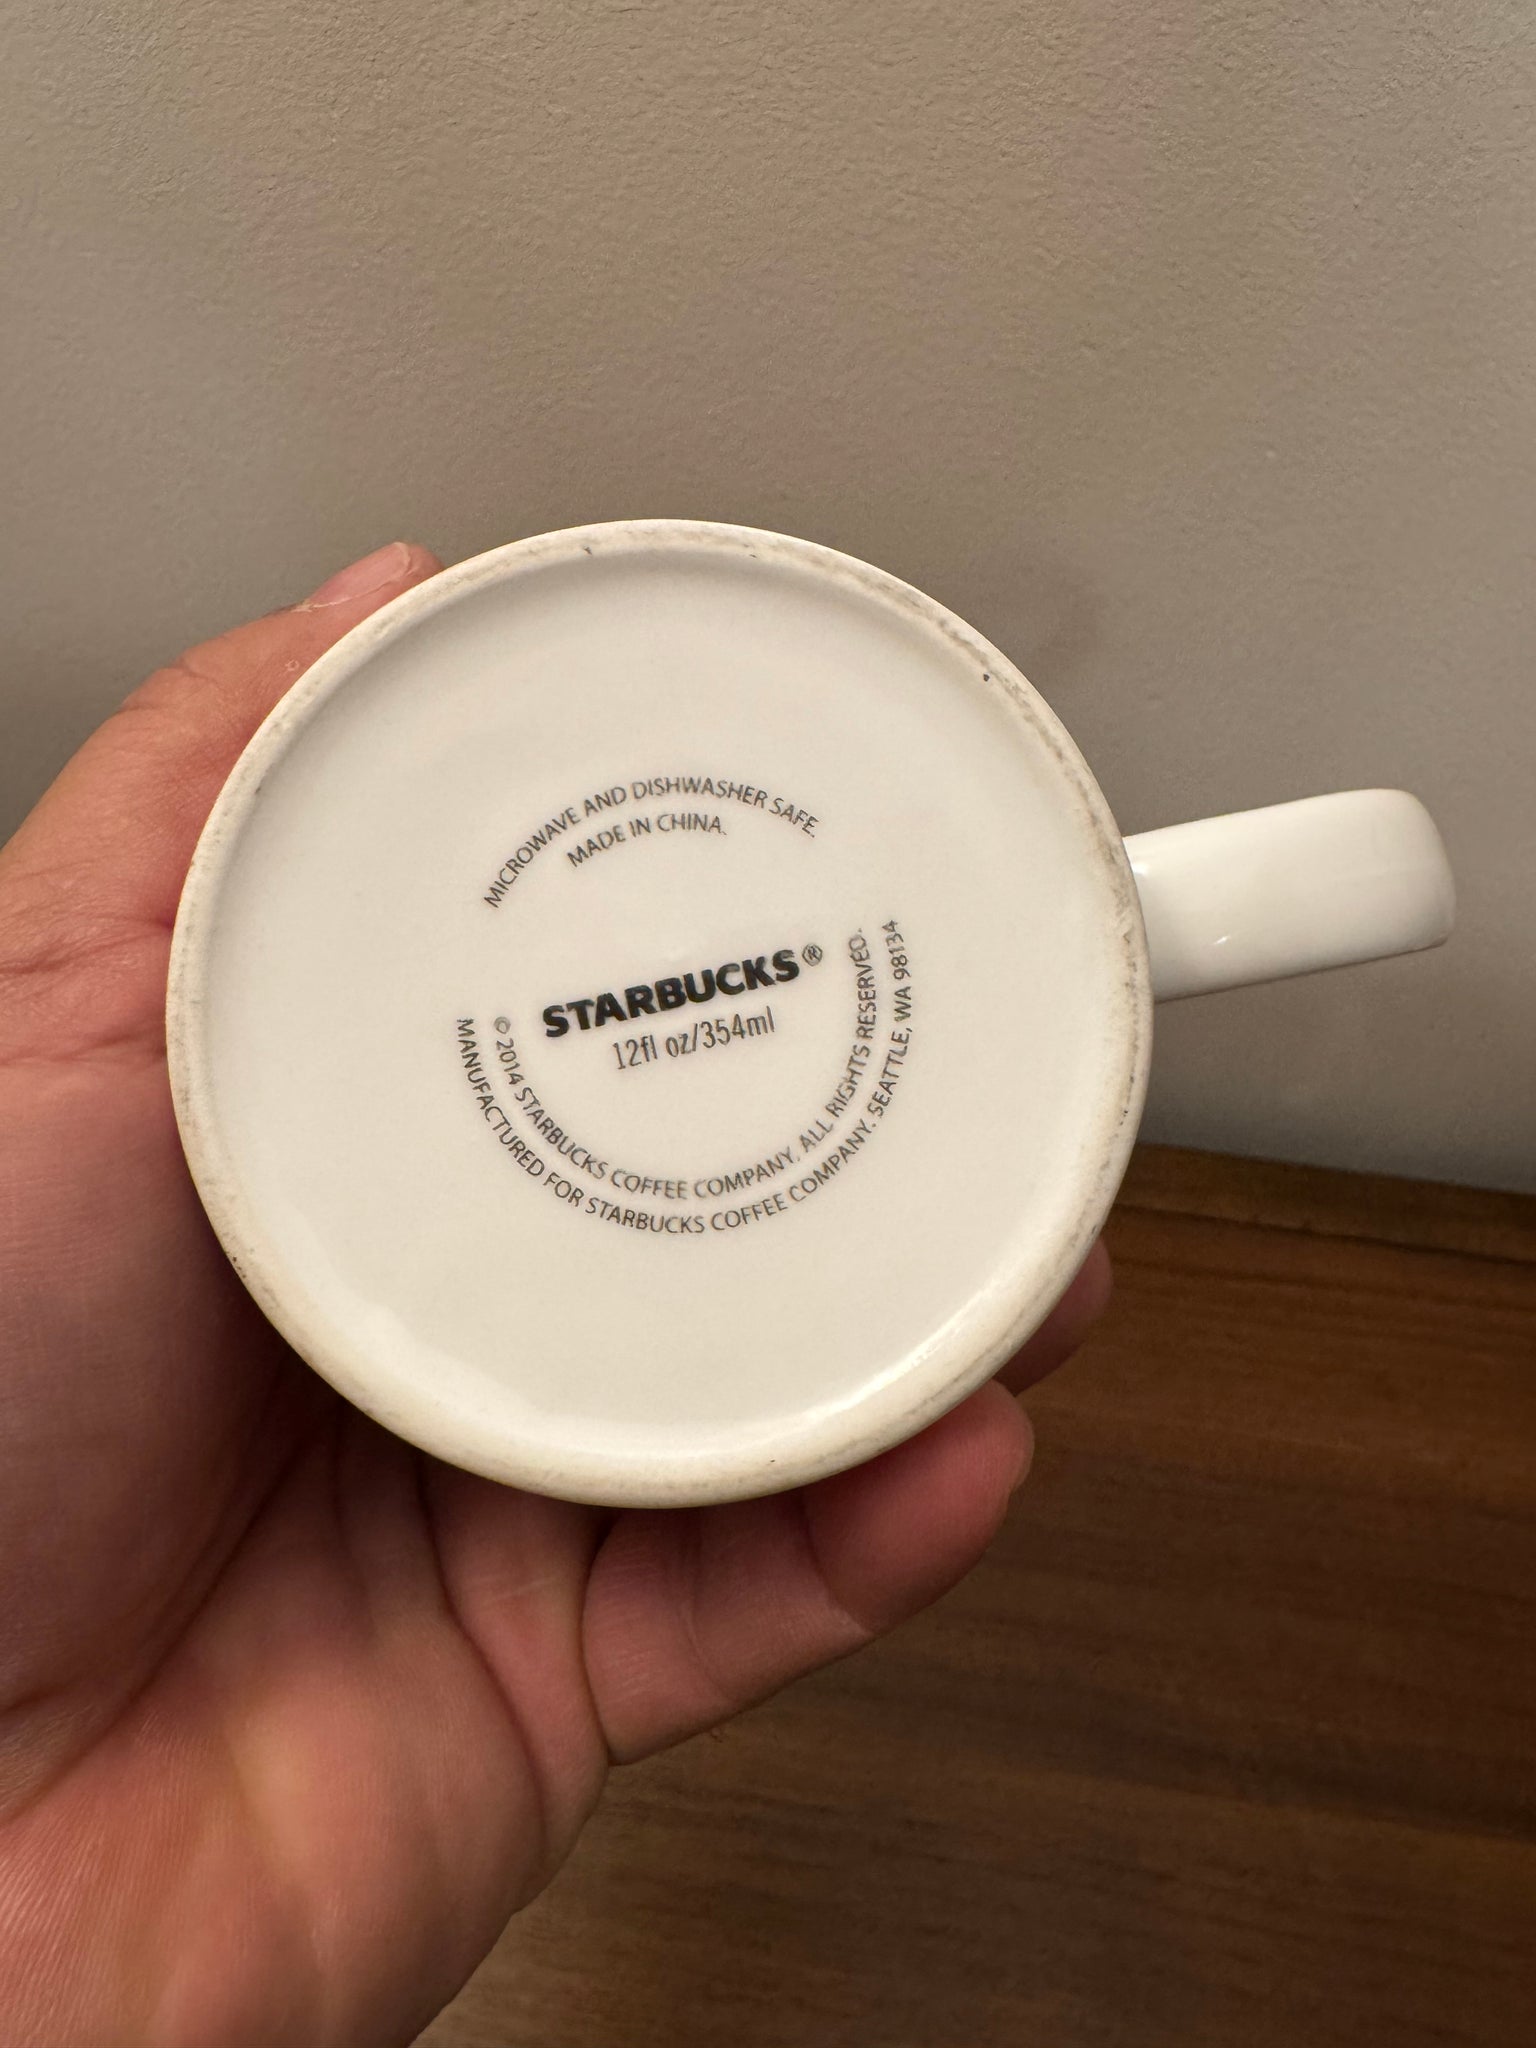 MICROWAVE AND DISHWASHER SAFE.
MADE IN CHINA.
STARBUCKS®
12fl oz/354ml
© 2014 STARBUCKS COFFEE COMPANY. ALL RIGHTS RESERVED.
MANUFACTURED FOR STARBUCKS COFFEE COMPANY. SEATTLE, WA 98134